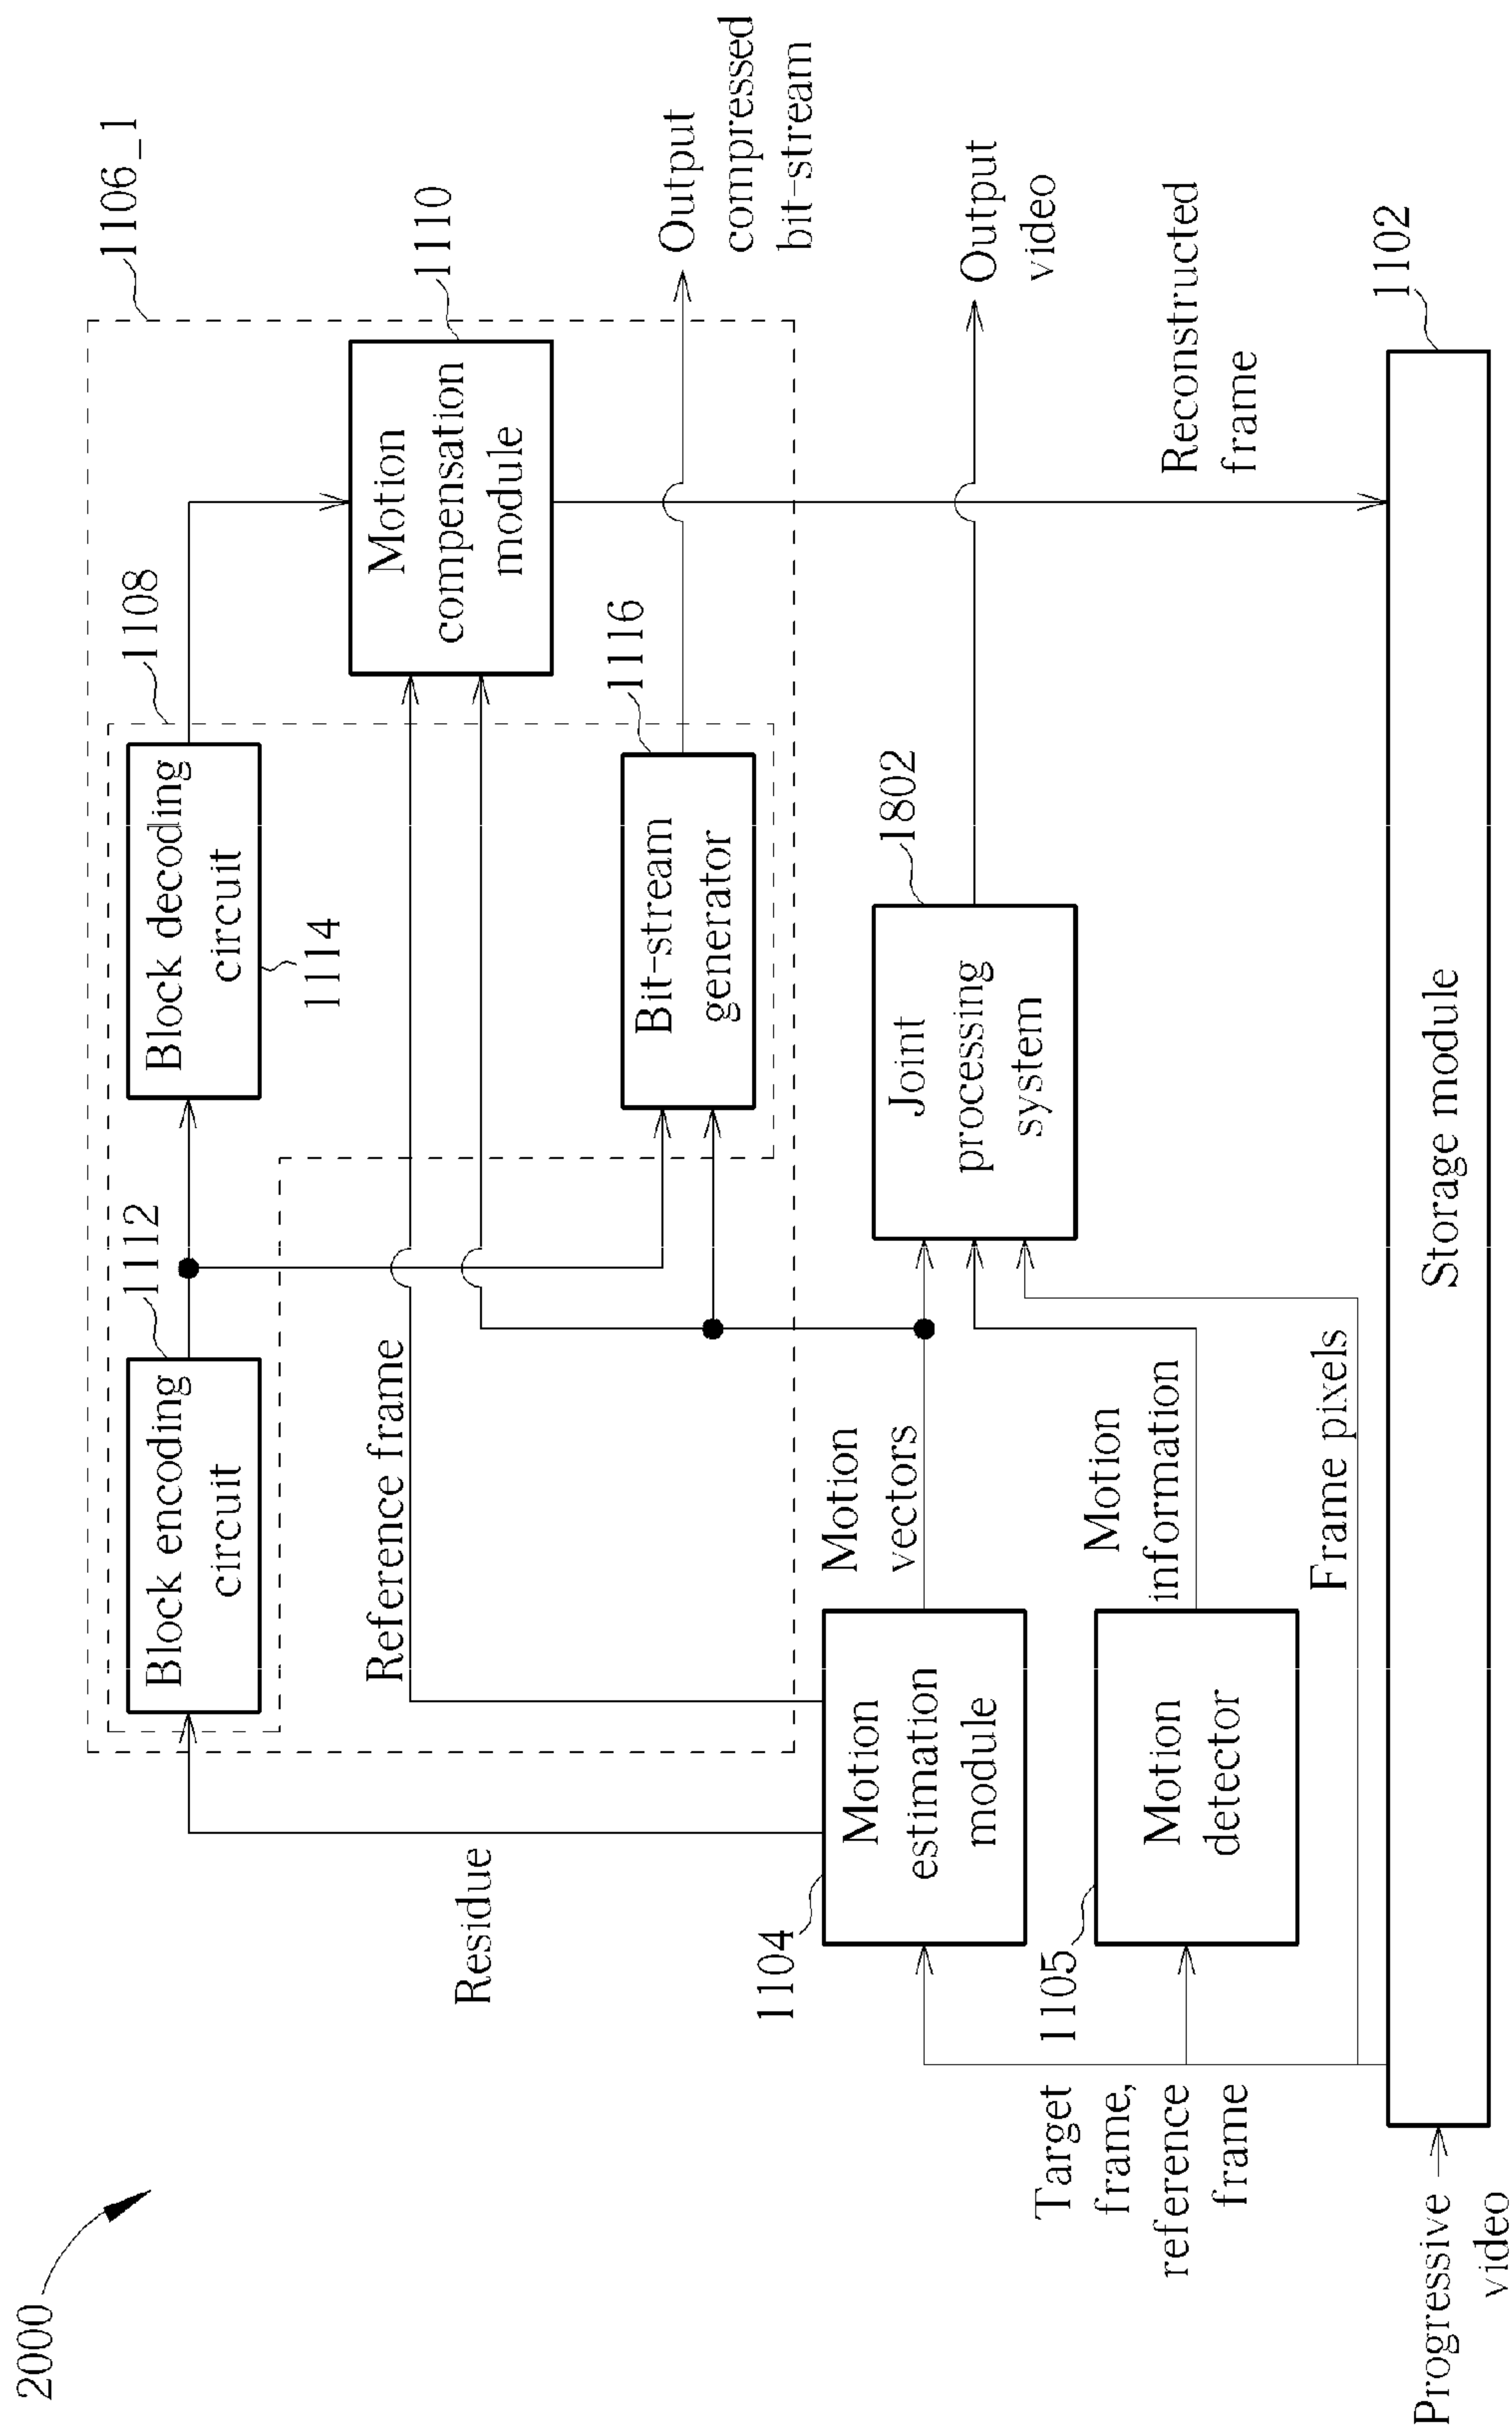 2000
1106_1
1112
1108
Block encoding
circuit
Block decoding
circuit
1114
1110
Motion
compensation
module
Reference frame
Residue
1116
Bit-stream
generator
Output
compressed
bit-stream
1104
Motion
estimation
module
Motion
vectors
1802
Joint
processing
system
Output
video
1105
Motion
detector
Motion
information
Target
frame,
reference
frame
Frame pixels
Reconstructed
frame
1102
Storage module
Progressive
video